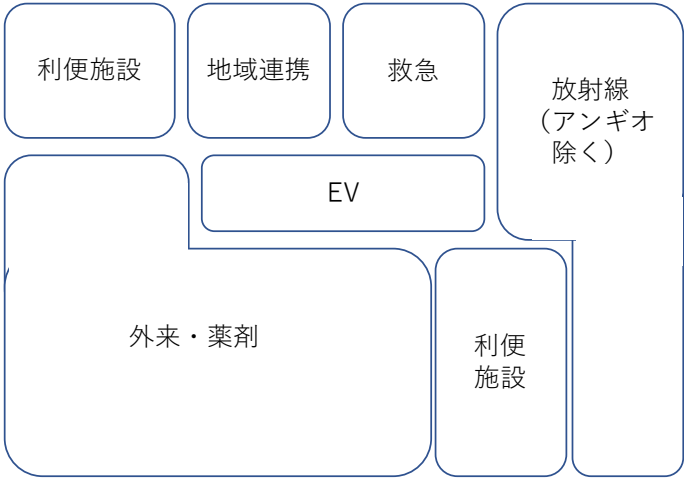 利便施設
地域連携
救急
放射線
（アンギオ
除く）
EV
外来・薬剤
利便
施設